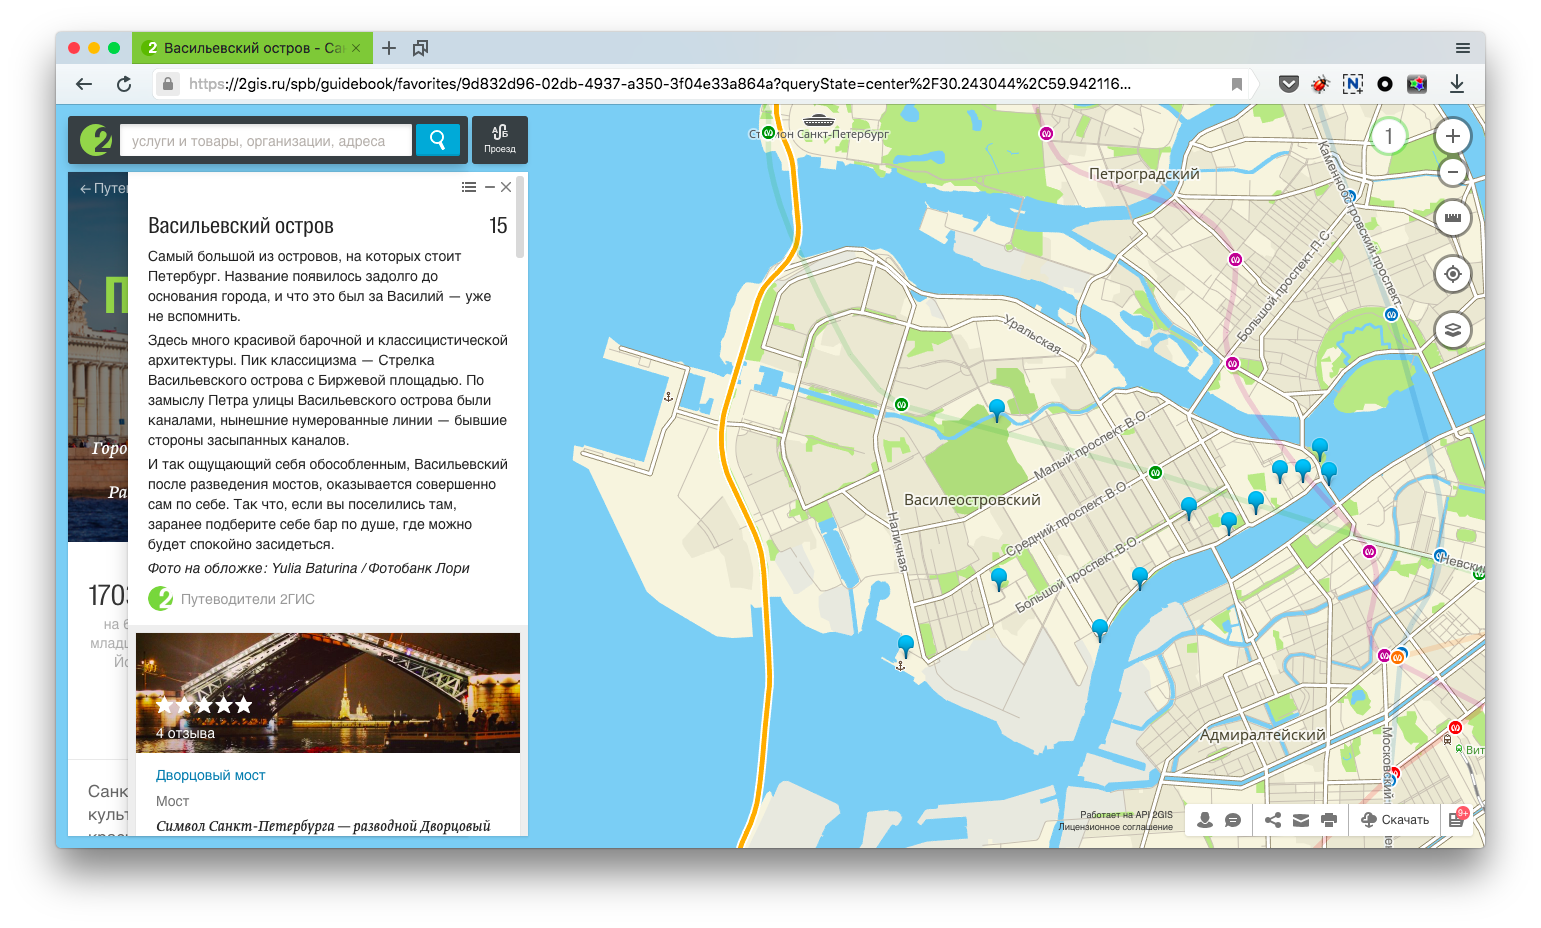 2 Васильевский остров - Са
https://2gis.ru/spb/guidebook/favorites/9d832d96-02db-4937-a350-3f04e33a864a?queryState=center%2F30.243044%2C59.942116...
2
услуги и товары, организации, адреса
А Б
Проезд
← Путе
П
Горо
Ра
1703
на б
млад
Йо
Санк
культ
Васильевский остров 15
Самый большой из островов, на которых стоит
Петербург. Название появилось задолго до
основания города, и что это был за Василий — уже
не вспомнить.
Здесь много красивой барочной и классицистической
архитектуры. Пик классицизма — Стрелка
Васильевского острова с Биржевой площадью. По
замыслу Петра улицы Васильевского острова были
каналами, нынешние нумерованные линии — бывшие
стороны засыпанных каналов.
И так ощущающий себя обособленным, Васильевский
после разведения мостов, оказывается совершенно
сам по себе. Так что, если вы поселились там,
заранее подберите себе бар по душе, где можно
будет спокойно засидеться.
Фото на обложке: Yulia Baturina / Фотобанк Лори
2 Путеводители 2ГИС
4 отзыва
Дворцовый мост
Мост
Символ Санкт-Петербурга — разводной Дворцовый
Стадион Санкт-Петербург
Петроградский
1
Каменноостровский проспект
Большой проспект П.С.
Уральская
Малый проспект В.О.
Василеостровский
Средний проспект В.О.
Наличная
Большой проспект В.О.
Невский
Адмиралтейский
Московский
Вит
Работает на API 2GIS
Лицензионное соглашение
Скачать
9+